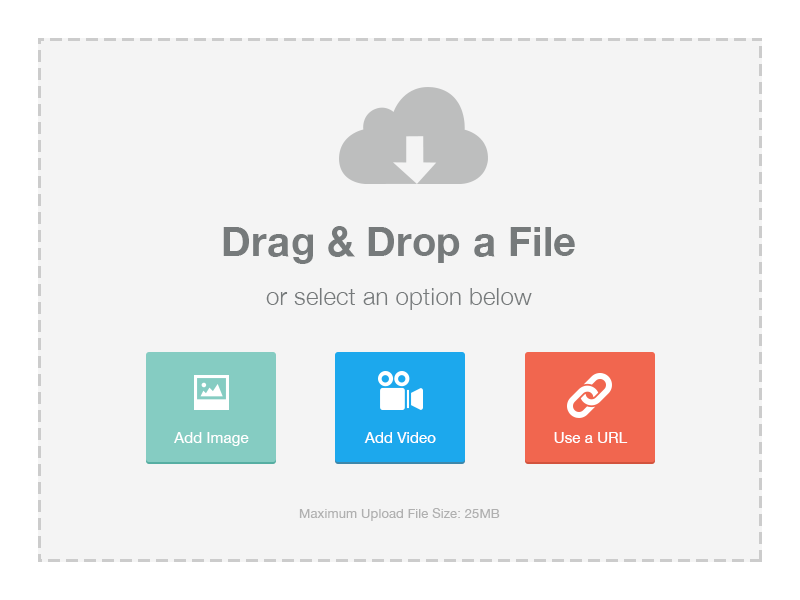 Drag & Drop a File
or select an option below
Add Image
Add Video
Use a URL
Maximum Upload File Size: 25MB